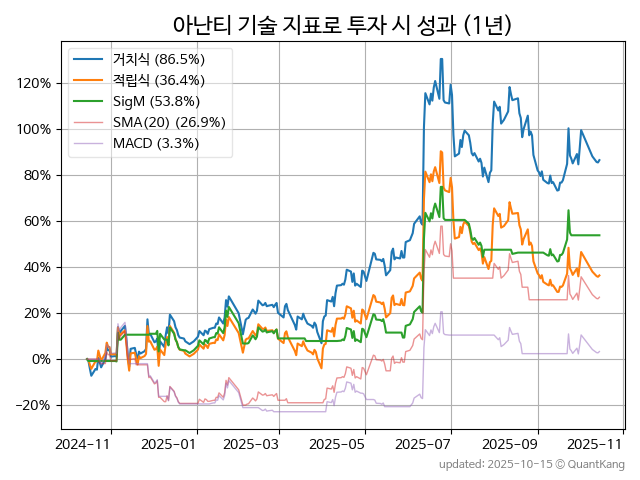 아난티 기술 지표로 투자 시 성과 (1년)
거치식 (86.5%)
적립식 (36.4%)
SigM (53.8%)
SMA(20) (26.9%)
MACD (3.3%)
120%
100%
80%
60%
40%
20%
0%
−20%
2024-11 2025-01 2025-03 2025-05 2025-07 2025-09 2025-11
updated: 2025-10-15 © QuantKang